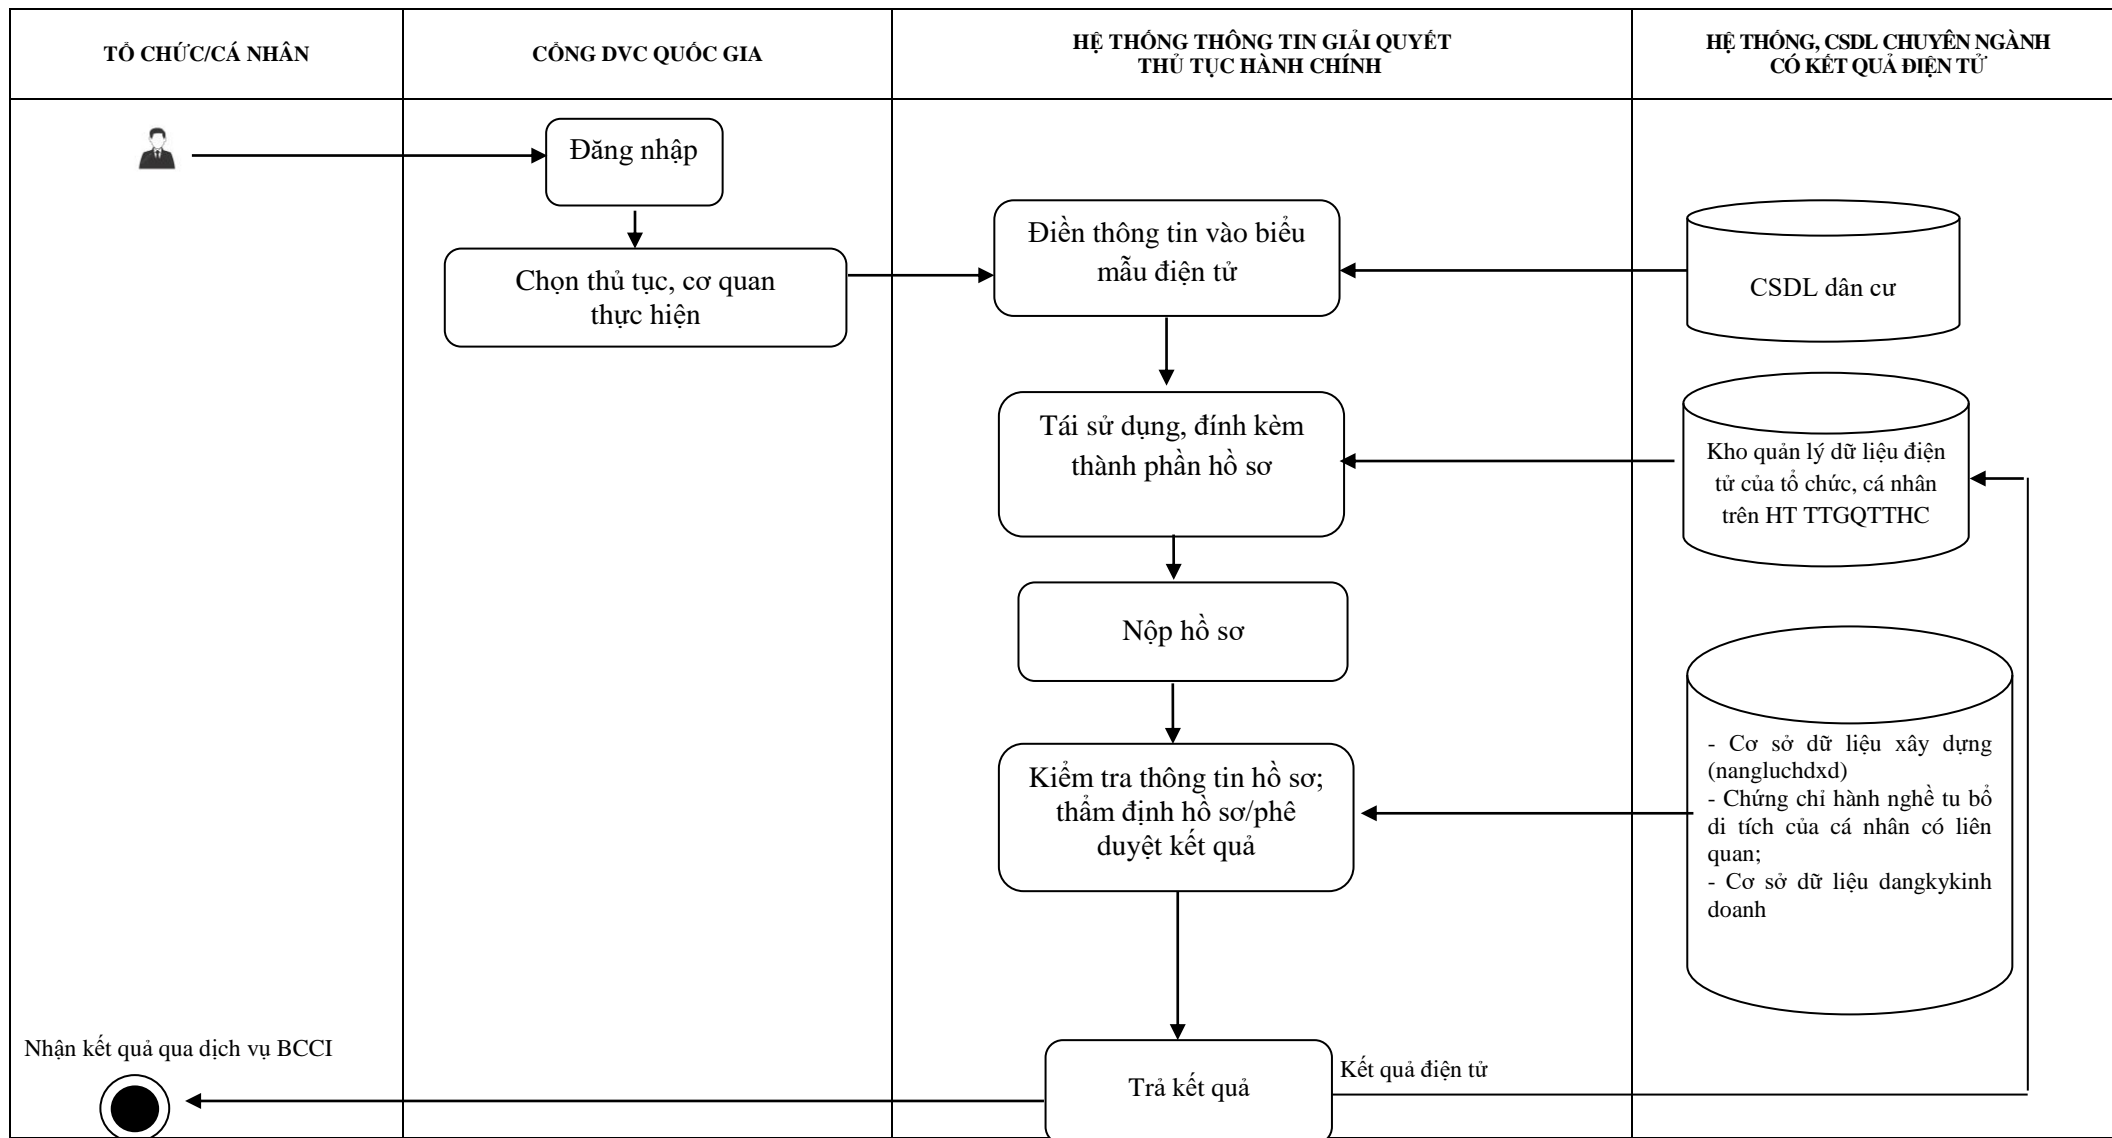 TỔ CHỨC/CÁ NHÂN
CỔNG DVC QUỐC GIA
HỆ THỐNG THÔNG TIN GIẢI QUYẾT
THỦ TỤC HÀNH CHÍNH
HỆ THỐNG, CSDL CHUYÊN NGÀNH
CÓ KẾT QUẢ ĐIỆN TỬ
Đăng nhập
Chọn thủ tục, cơ quan
thực hiện
Điền thông tin vào biểu
mẫu điện tử
CSDL dân cư
Tái sử dụng, đính kèm
thành phần hồ sơ
Kho quản lý dữ liệu điện
tử của tổ chức, cá nhân
trên HT TTGQTTHC
Nộp hồ sơ
Kiểm tra thông tin hồ sơ;
thẩm định hồ sơ/phê
duyệt kết quả
- Cơ sở dữ liệu xây dựng
(nangluchdxd)
- Chứng chỉ hành nghề tu bổ
di tích của cá nhân có liên
quan;
- Cơ sở dữ liệu dangkykinh
doanh
Nhận kết quả qua dịch vụ BCCI
Trả kết quả
Kết quả điện tử